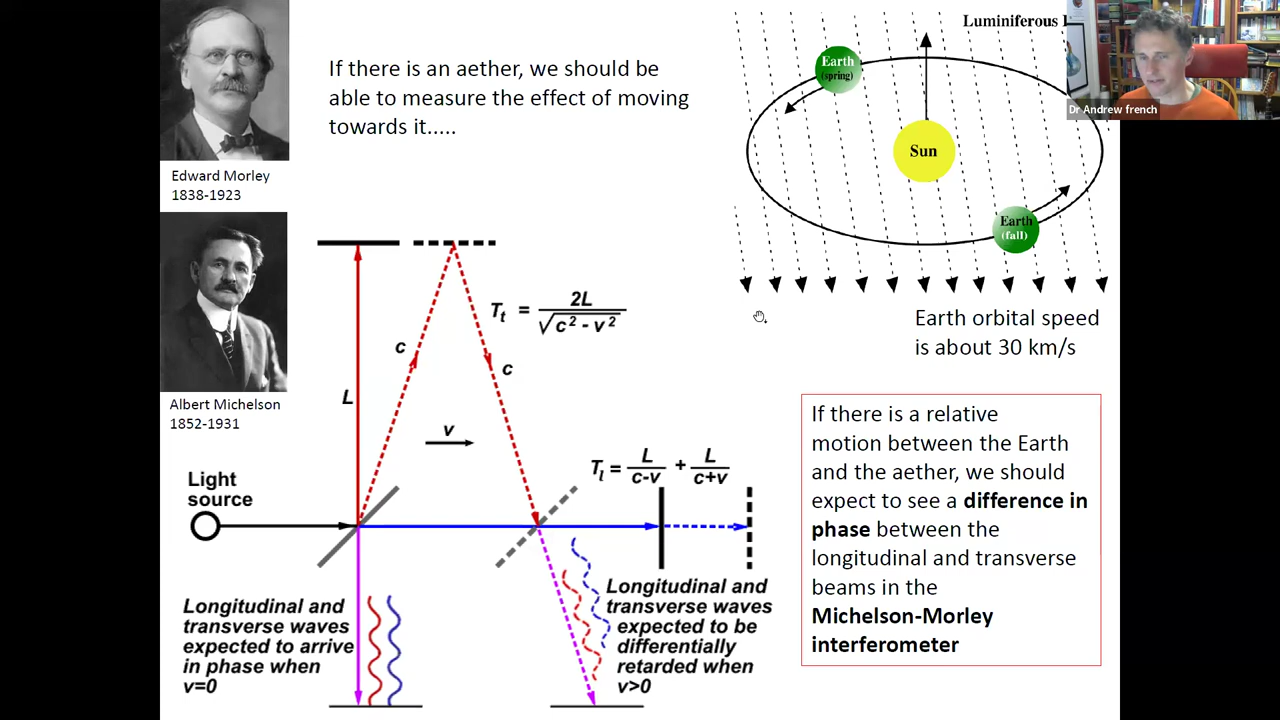 Edward Morley
1838-1923
Albert Michelson
1852-1931
If there is an aether, we should be
able to measure the effect of moving
towards it.....
Luminiferous
Earth
(spring)
Sun
Earth
(fall)
Dr Andrew french
Earth orbital speed
is about 30 km/s
T_t = 2L / √(c² - v²)
c
c
L
v
T_l = L/(c-v) + L/(c+v)
Light
source
Longitudinal and
transverse waves
expected to arrive
in phase when
v=0
Longitudinal and
transverse waves
expected to be
differentially
retarded when
v>0
If there is a relative
motion between the Earth
and the aether, we should
expect to see a difference in
phase between the
longitudinal and transverse
beams in the
Michelson-Morley
interferometer